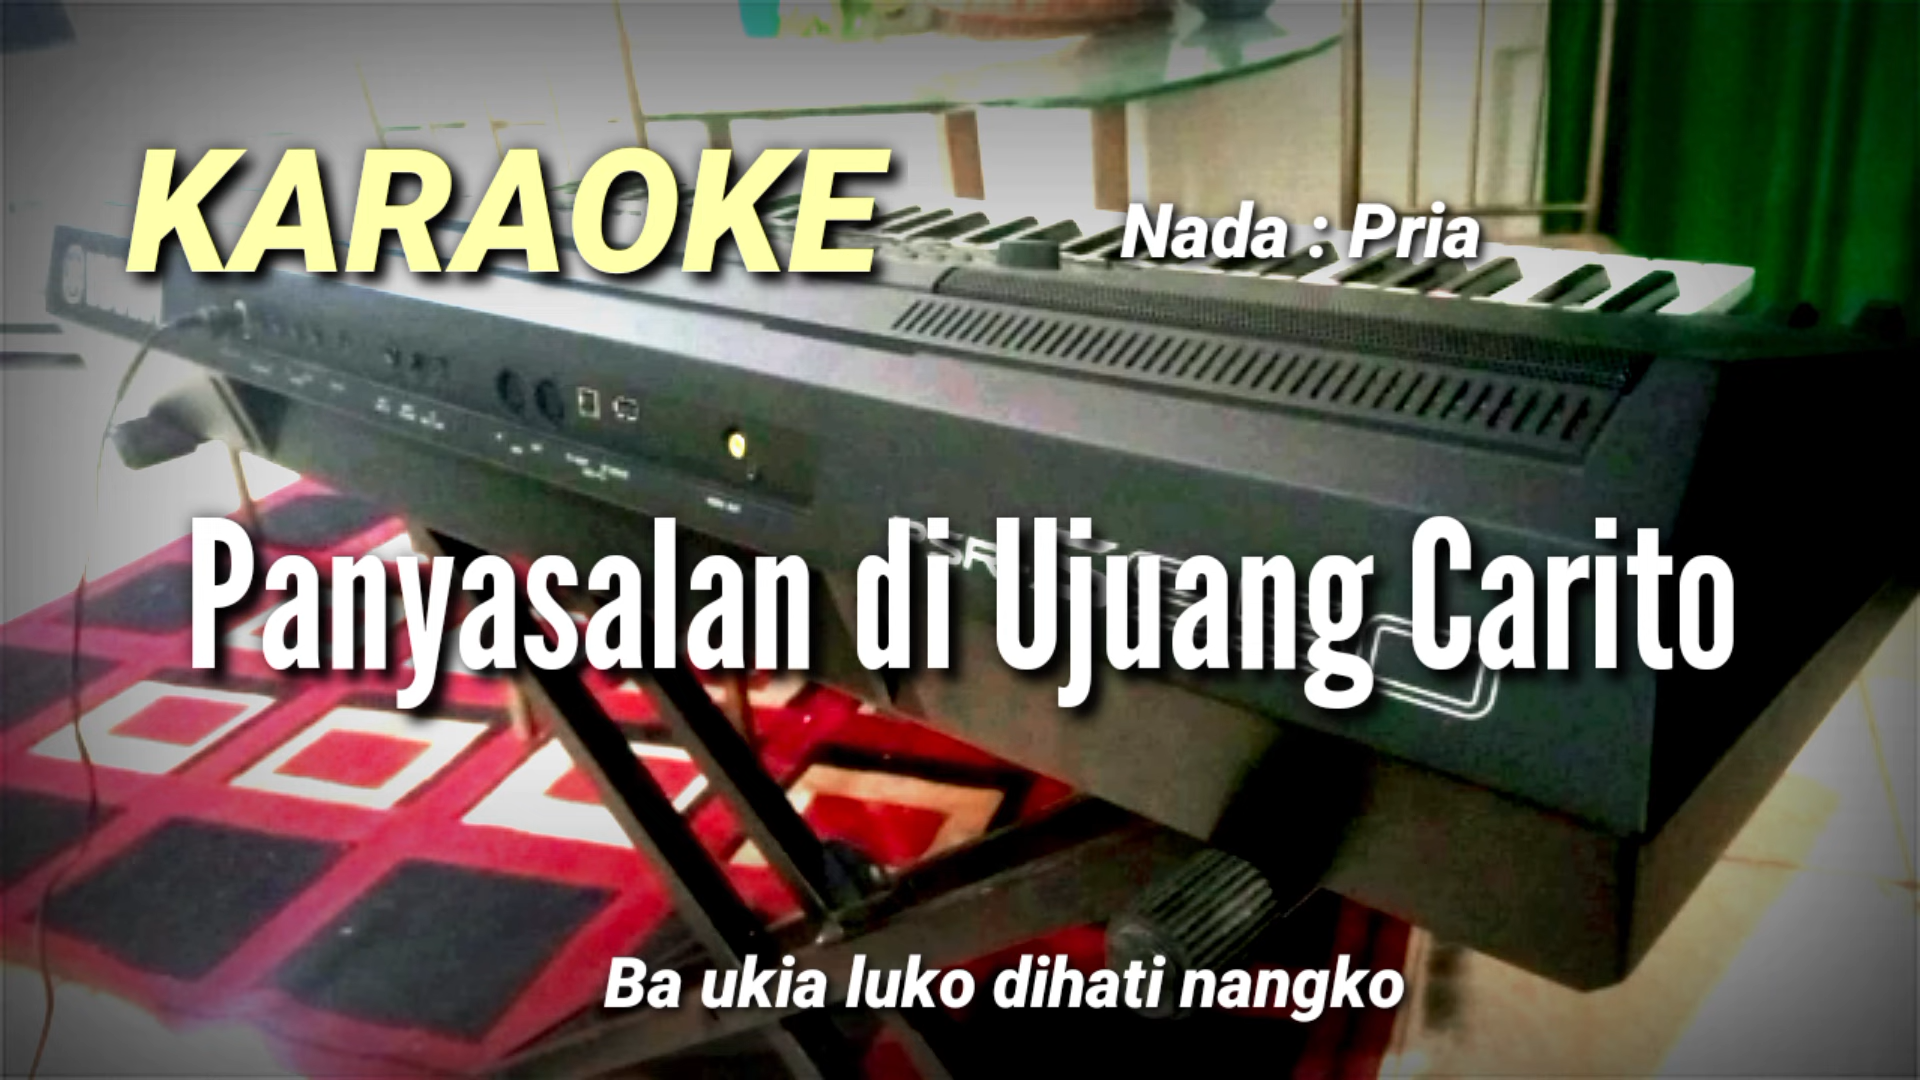 KARAOKE
Nada : Pria
Panyasalan di Ujuang Carito
Ba ukia luko dihati nangko